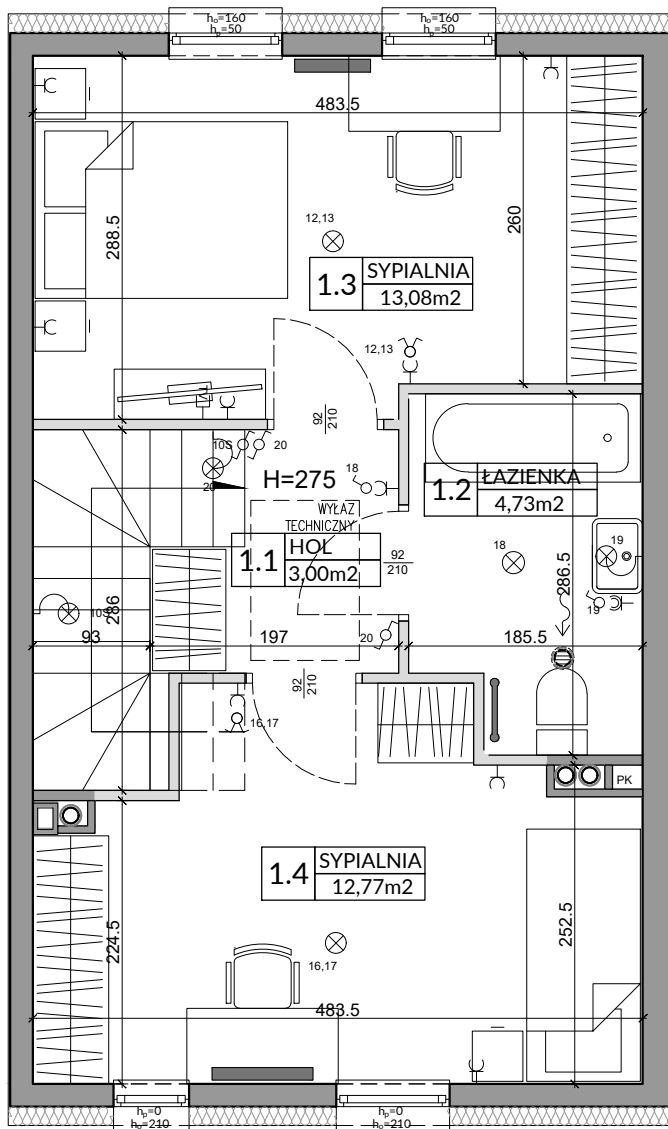 hₒ=160
hₚ=50
hₒ=160
hₚ=50
483.5
288.5
260
12,13
1.3 SYPIALNIA
13,08m2
12,13
92
210
10S
20
20
H=275
18
WYŁAZ
TECHNICZNY
1.2 ŁAZIENKA
4,73m2
1.1 HOL
3,00m2
92
210
18
19
286.5
286
10S
19
93
197
20
185.5
92
210
16,17
PK
1.4 SYPIALNIA
12,77m2
224.5
252.5
16,17
483.5
hₚ=0
hₒ=210
hₚ=0
hₒ=210